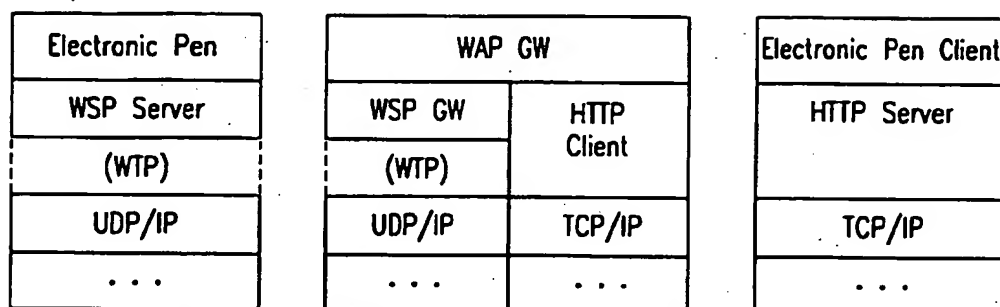 Electronic Pen
WSP Server
(WTP)
UDP/IP
. . .
WAP GW
WSP GW
(WTP)
UDP/IP
. . .
HTTP
Client
TCP/IP
. . .
Electronic Pen Client
HTTP Server
TCP/IP
. . .